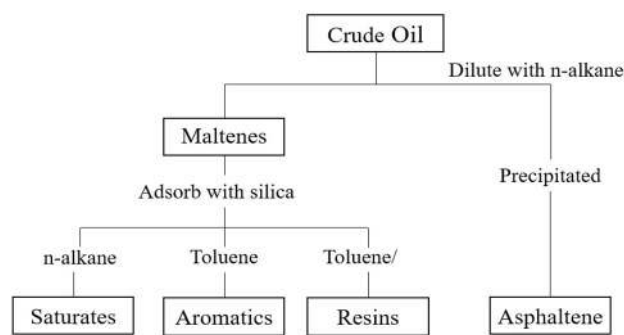 Crude Oil
Dilute with n-alkane
Maltenes
Adsorb with silica
Precipitated
n-alkane
Toluene
Toluene/
Saturates
Aromatics
Resins
Asphaltene